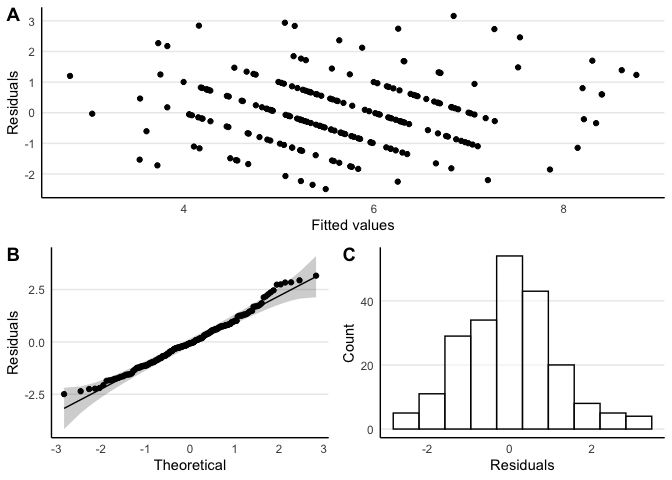 A
3
2
1
0
-1
-2
Residuals
4 6 8
Fitted values
B
2.5
0.0
-2.5
Residuals
-3 -2 -1 0 1 2 3
Theoretical
C
40
20
0
Count
-2 0 2
Residuals